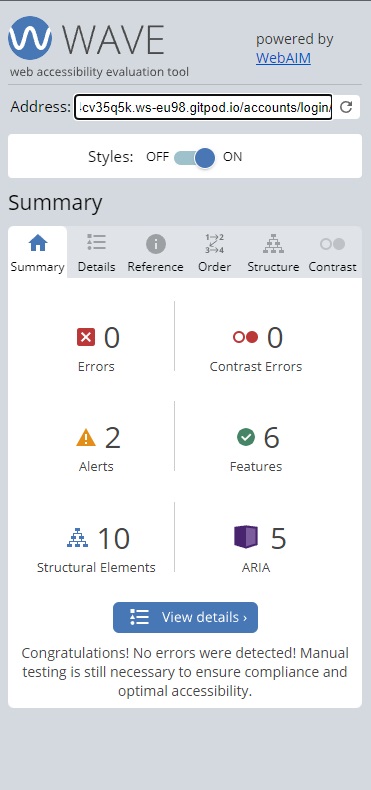 WAVE
web accessibility evaluation tool
powered by
WebAIM
Address: cv35q5k.ws-eu98.gitpod.io/accounts/login/
Styles: OFF ON
Summary
Summary Details Reference Order Structure Contrast
0
Errors
0
Contrast Errors
2
Alerts
6
Features
10
Structural Elements
5
ARIA
View details ›
Congratulations! No errors were detected! Manual
testing is still necessary to ensure compliance and
optimal accessibility.